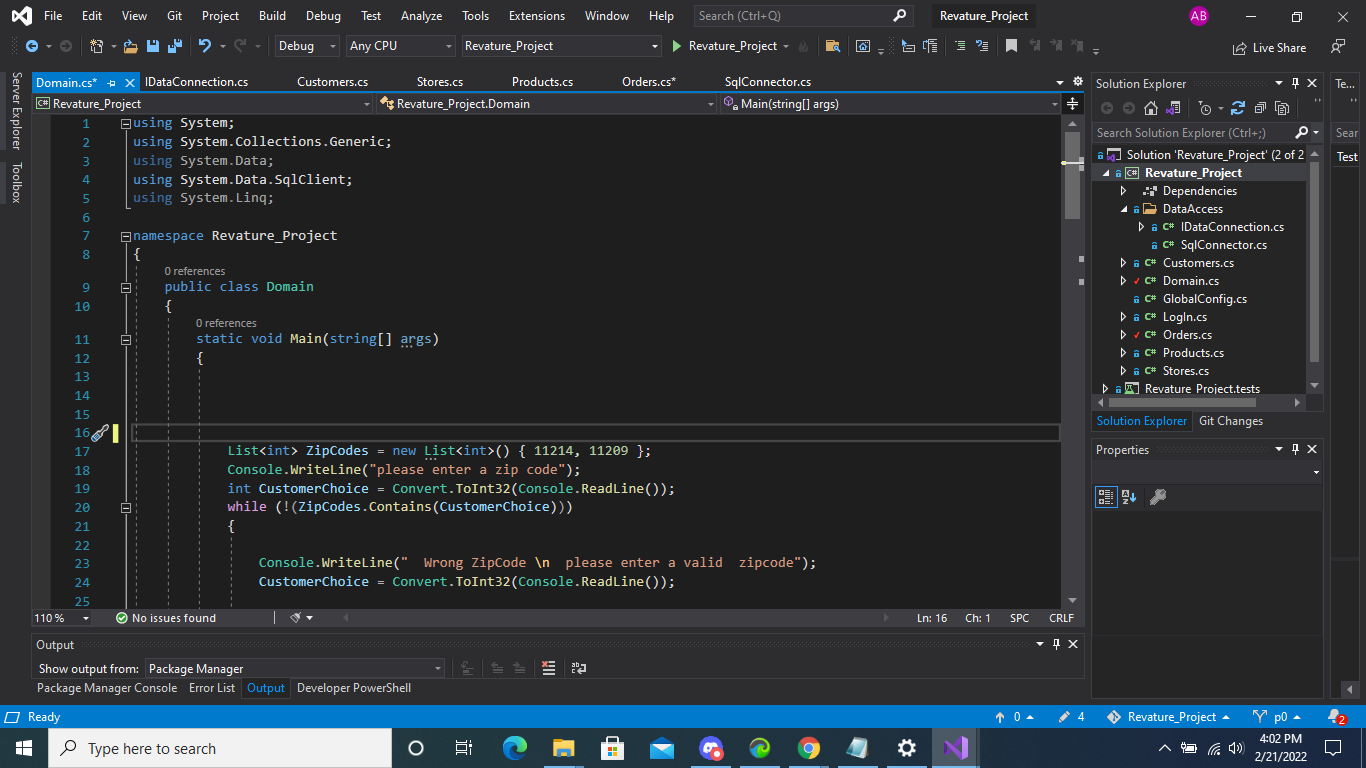 File Edit View Git Project Build Debug Test Analyze Tools Extensions Window Help Search (Ctrl+Q) Revature_Project AB
Debug Any CPU Revature_Project Revature_Project Live Share
Server Explorer
Toolbox
Domain.cs* IDataConnection.cs Customers.cs Stores.cs Products.cs Orders.cs* SqlConnector.cs
Revature_Project Revature_Project.Domain Main(string[] args)
1 using System;
2 using System.Collections.Generic;
3 using System.Data;
4 using System.Data.SqlClient;
5 using System.Linq;
6
7 namespace Revature_Project
8 {
0 references
9 public class Domain
10 {
0 references
11 static void Main(string[] args)
12 {
13
14
15
16
17 List<int> ZipCodes = new List<int>() { 11214, 11209 };
18 Console.WriteLine("please enter a zip code");
19 int CustomerChoice = Convert.ToInt32(Console.ReadLine());
20 while (!(ZipCodes.Contains(CustomerChoice)))
21 {
22
23 Console.WriteLine("  Wrong ZipCode \n  please enter a valid  zipcode");
24 CustomerChoice = Convert.ToInt32(Console.ReadLine());
25
110 % No issues found Ln: 16 Ch: 1 SPC CRLF
Output
Show output from: Package Manager
Package Manager Console Error List Output Developer PowerShell
Solution Explorer
Search Solution Explorer (Ctrl+;)
Solution 'Revature_Project' (2 of 2
C# Revature_Project
Dependencies
DataAccess
C# IDataConnection.cs
C# SqlConnector.cs
C# Customers.cs
C# Domain.cs
C# GlobalConfig.cs
C# LogIn.cs
C# Orders.cs
C# Products.cs
C# Stores.cs
Revature_Project.tests
Solution Explorer Git Changes
Properties
Te...
Sear
Test
Ready 0 4 Revature_Project p0 2
Type here to search
4:02 PM
2/21/2022